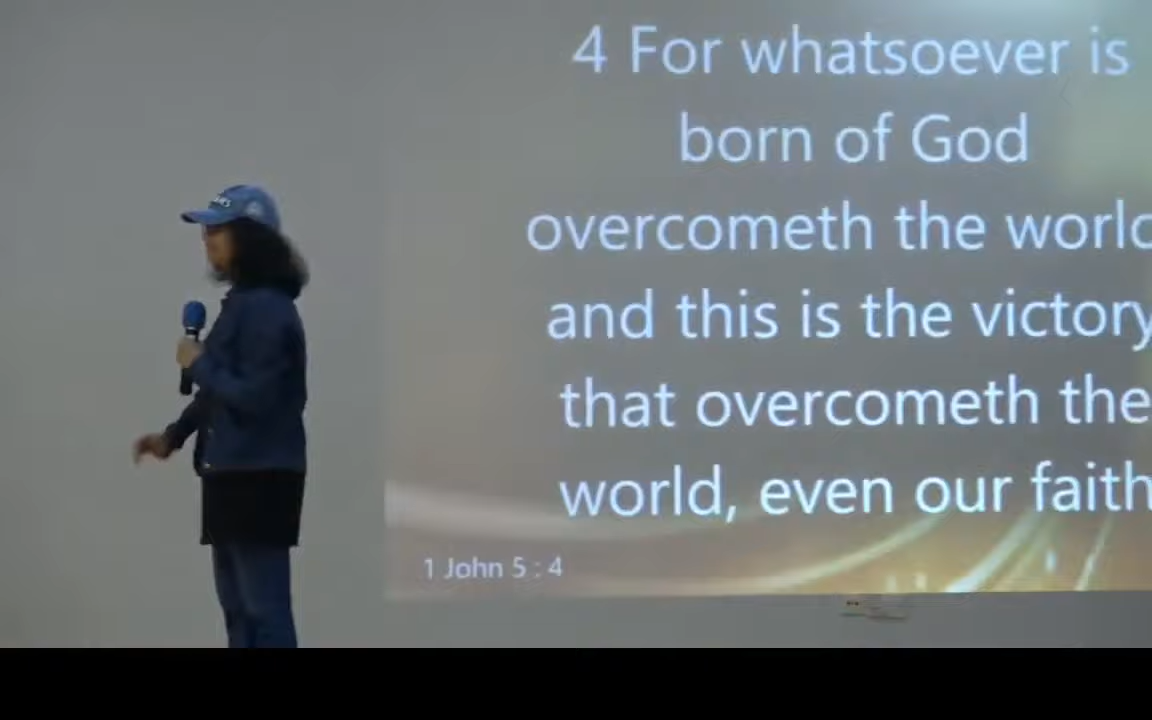 4 For whatsoever is
born of God
overcometh the world
and this is the victory
that overcometh the
world, even our faith
1 John 5 : 4